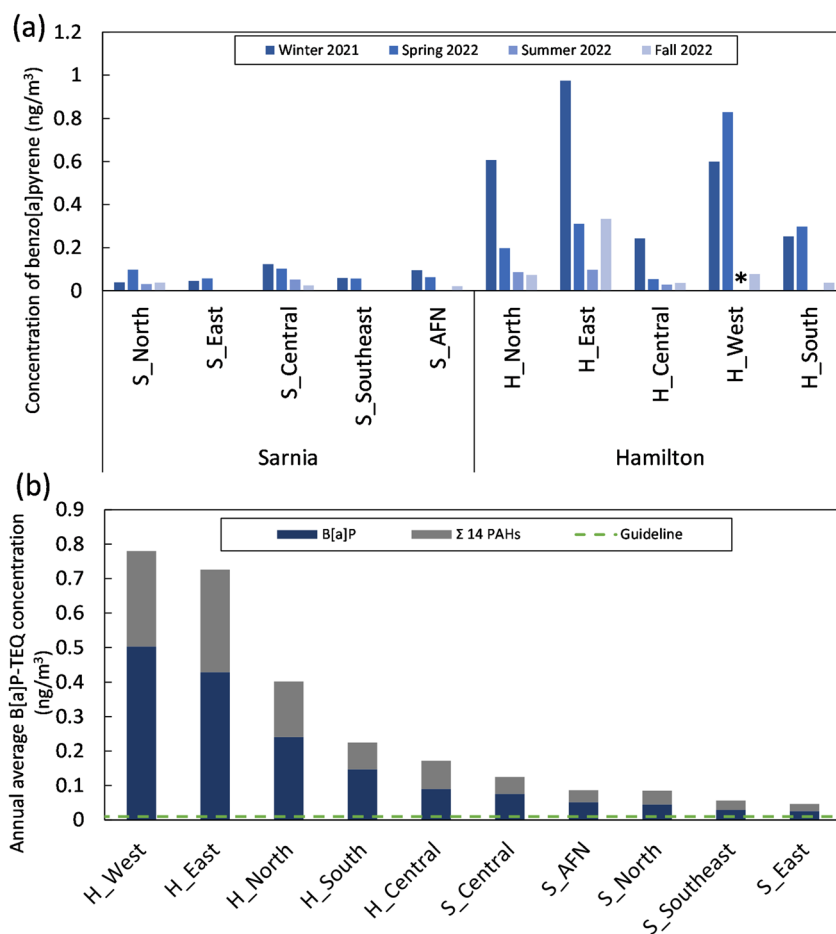 (a)
1.2
1
0.8
0.6
0.4
0.2
0
Concentration of benzo[a]pyrene (ng/m³)
Winter 2021 Spring 2022 Summer 2022 Fall 2022
*
S_North S_East S_Central S_Southeast S_AFN H_North H_East H_Central H_West H_South
Sarnia Hamilton
(b)
0.9
0.8
0.7
0.6
0.5
0.4
0.3
0.2
0.1
0
Annual average B[a]P-TEQ concentration
(ng/m³)
B[a]P Σ 14 PAHs Guideline
H_West H_East H_North H_South H_Central S_Central S_AFN S_North S_Southeast S_East